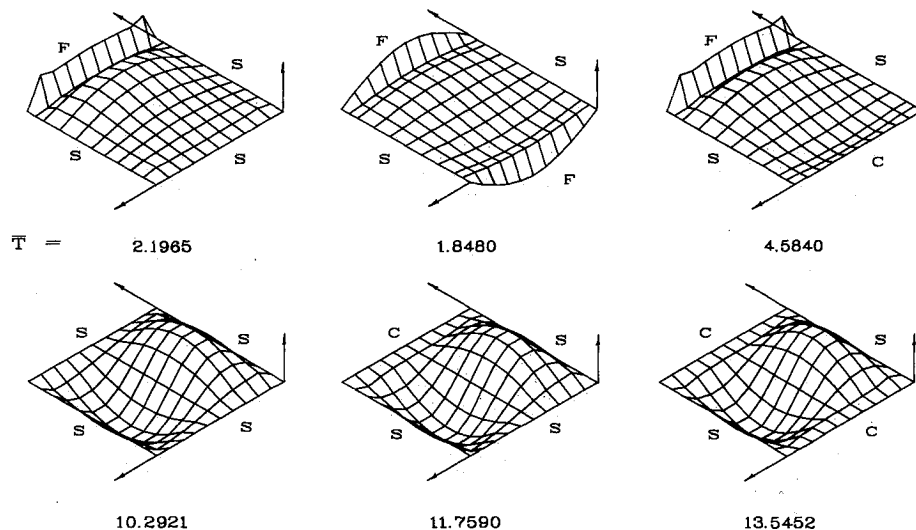 F S F S F S
S S S F S C
T̿ = 2.1965 1.8480 4.5840
S S C S C S
S S S S S C
10.2921 11.7590 13.5452